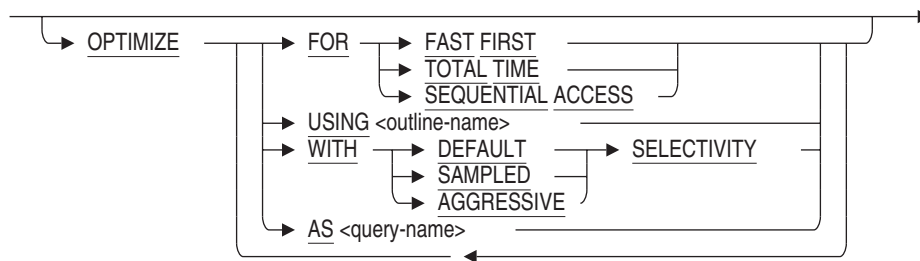 OPTIMIZE FOR FAST FIRST
TOTAL TIME
SEQUENTIAL ACCESS
USING <outline-name>
WITH DEFAULT SELECTIVITY
SAMPLED
AGGRESSIVE
AS <query-name>